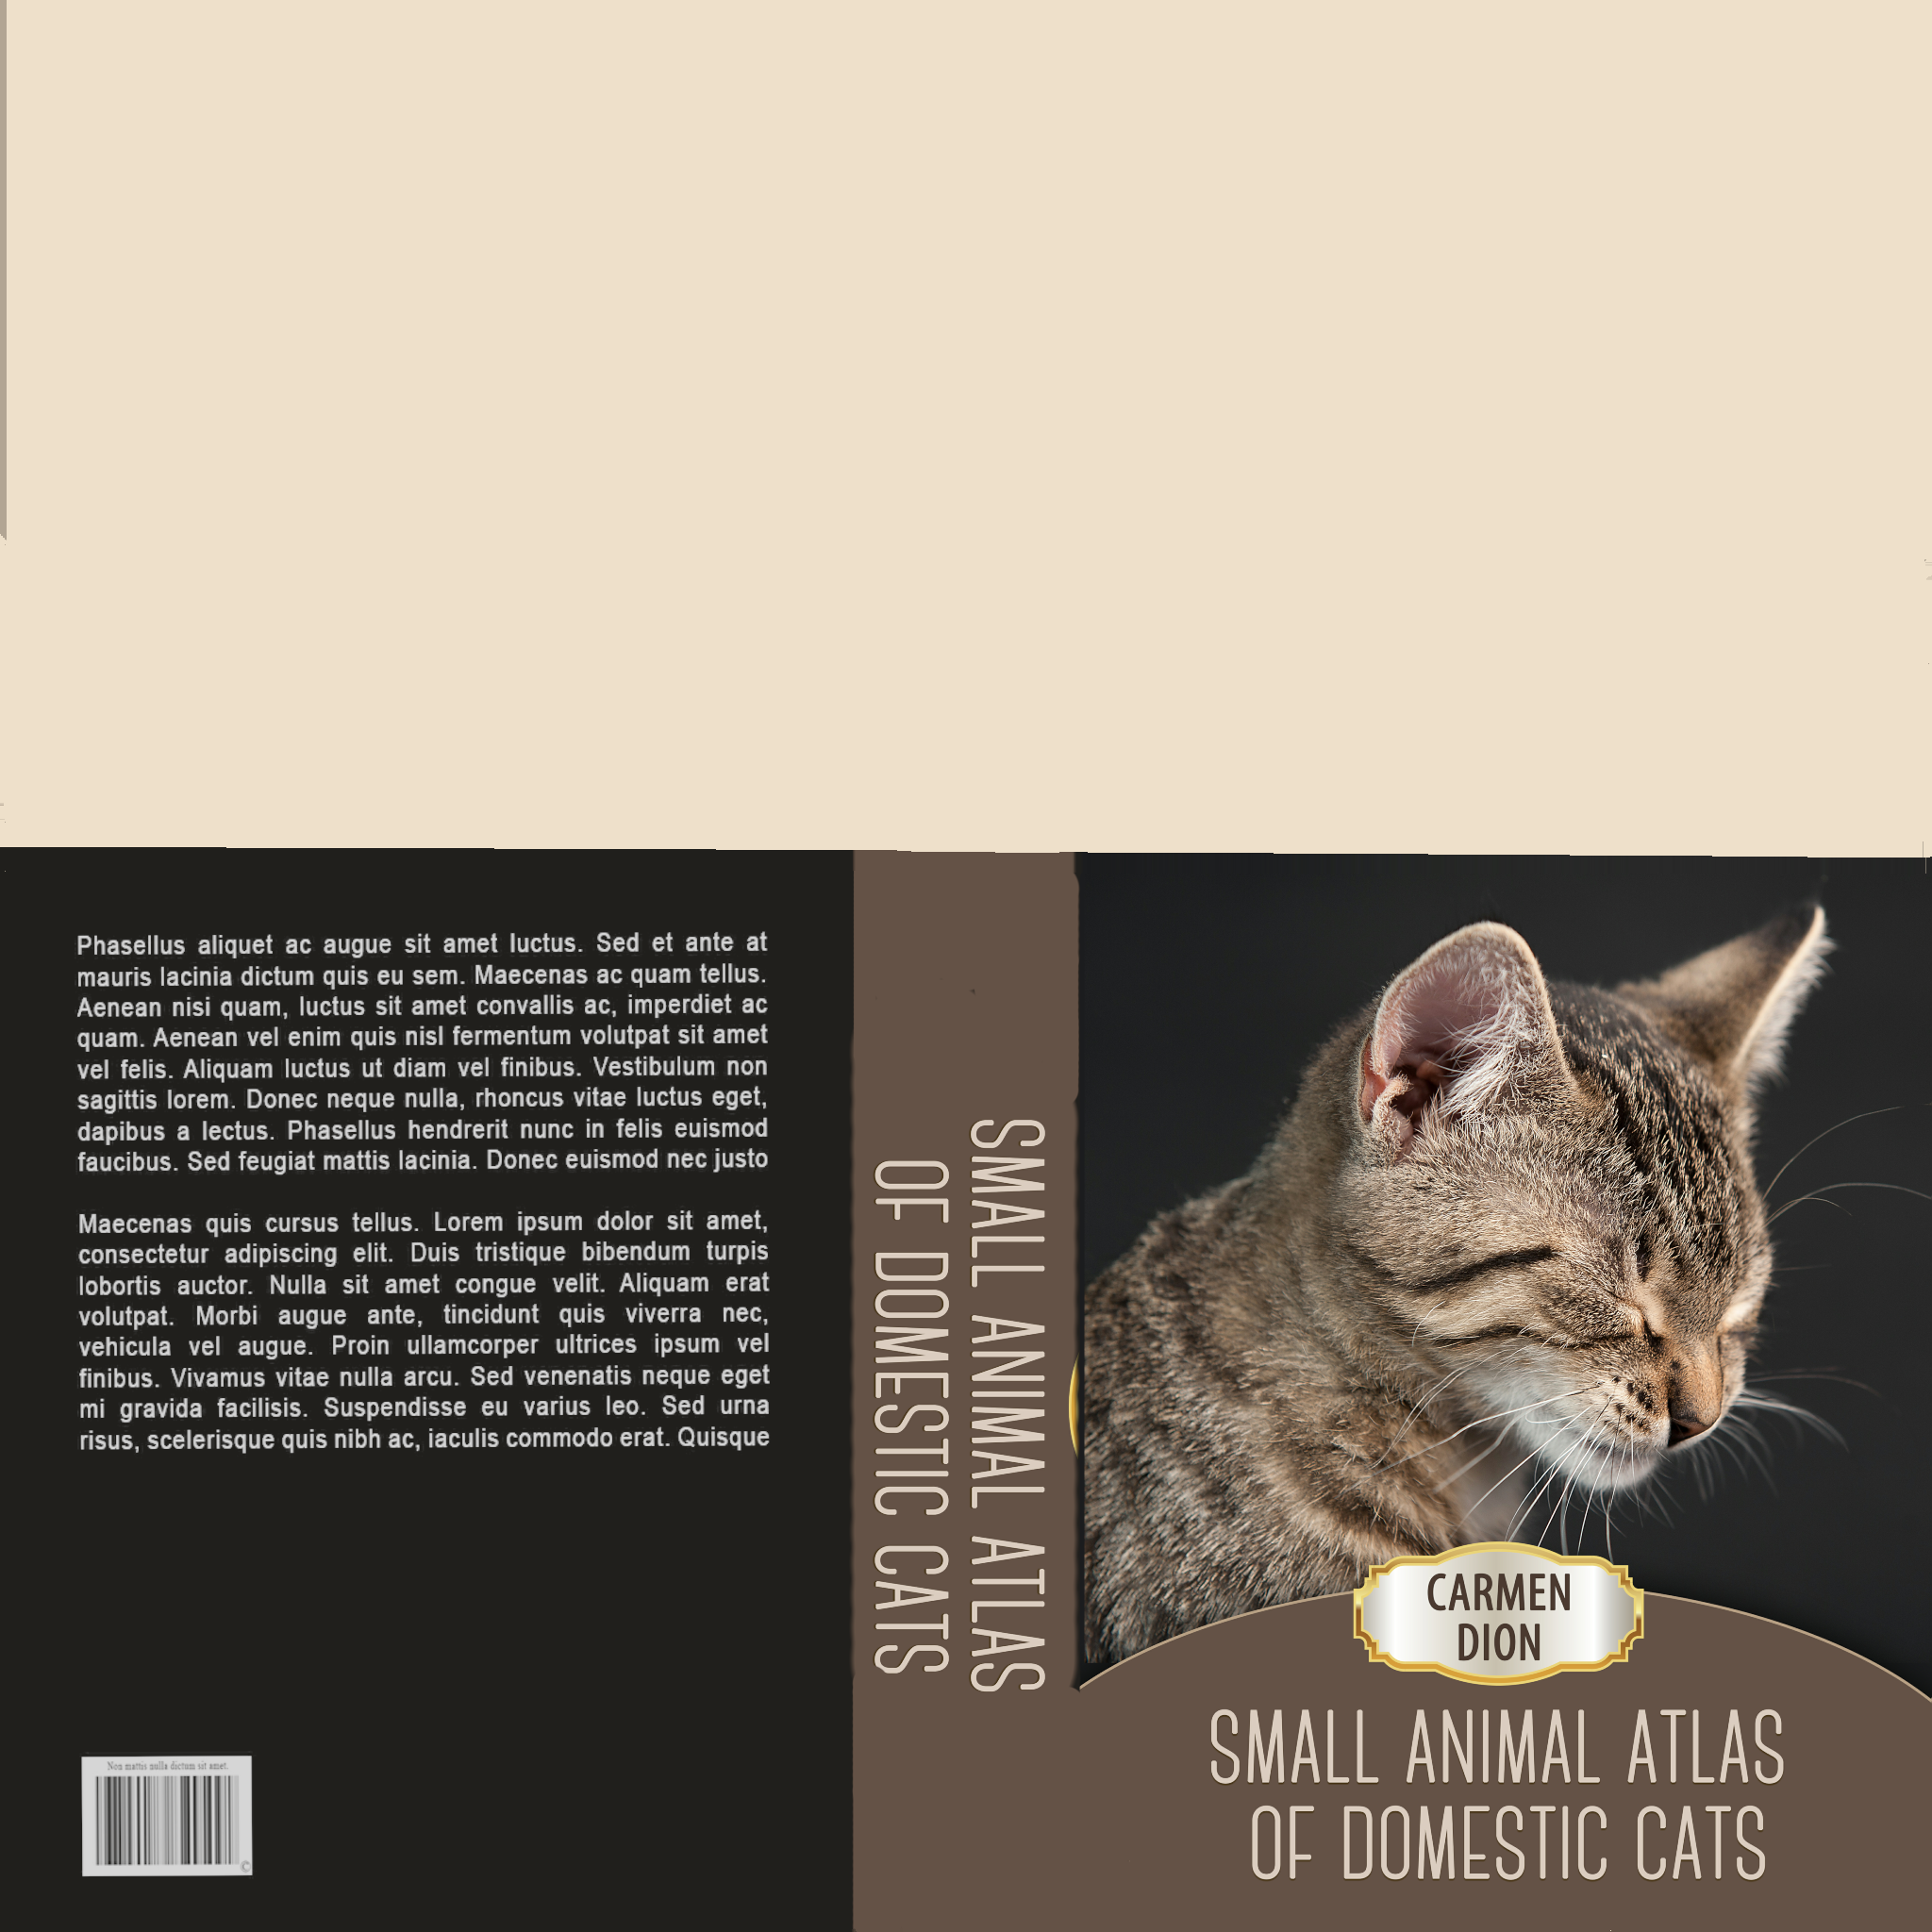 Phasellus aliquet ac augue sit amet luctus. Sed et ante at
mauris lacinia dictum quis eu sem. Maecenas ac quam tellus.
Aenean nisi quam, luctus sit amet convallis ac, imperdiet ac
quam. Aenean vel enim quis nisl fermentum volutpat sit amet
vel felis. Aliquam luctus ut diam vel finibus. Vestibulum non
sagittis lorem. Donec neque nulla, rhoncus vitae luctus eget,
dapibus a lectus. Phasellus hendrerit nunc in felis euismod
faucibus. Sed feugiat mattis lacinia. Donec euismod nec justo
Maecenas quis cursus tellus. Lorem ipsum dolor sit amet,
consectetur adipiscing elit. Duis tristique bibendum turpis
lobortis auctor. Nulla sit amet congue velit. Aliquam erat
volutpat. Morbi augue ante, tincidunt quis viverra nec,
vehicula vel augue. Proin ullamcorper ultrices ipsum vel
finibus. Vivamus vitae nulla arcu. Sed venenatis neque eget
mi gravida facilisis. Suspendisse eu varius leo. Sed urna
risus, scelerisque quis nibh ac, iaculis commodo erat. Quisque
Non mattis nulla dictum sit amet.
©
SMALL ANIMAL ATLAS
OF DOMESTIC CATS
CARMEN
DION
SMALL ANIMAL ATLAS
OF DOMESTIC CATS